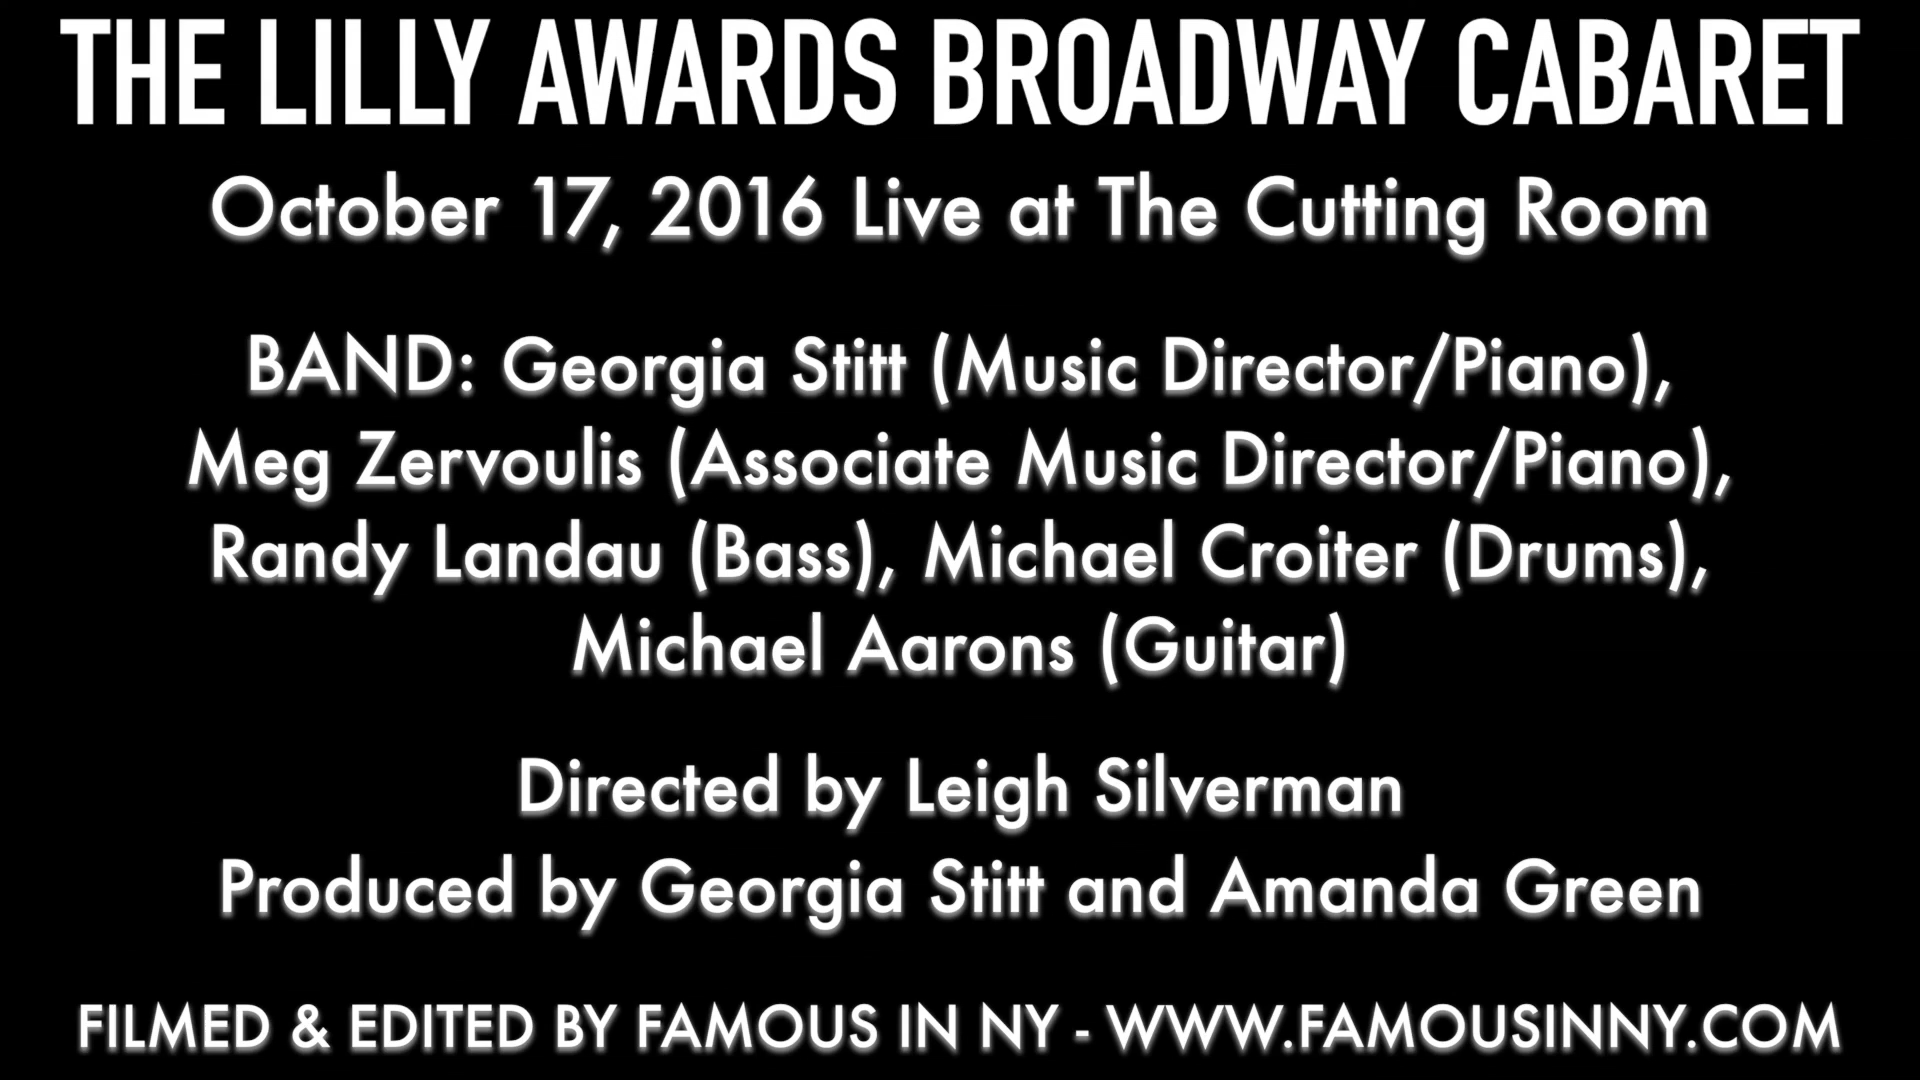 THE LILLY AWARDS BROADWAY CABARET
October 17, 2016 Live at The Cutting Room
BAND: Georgia Stitt (Music Director/Piano),
Meg Zervoulis (Associate Music Director/Piano),
Randy Landau (Bass), Michael Croiter (Drums),
Michael Aarons (Guitar)
Directed by Leigh Silverman
Produced by Georgia Stitt and Amanda Green
FILMED & EDITED BY FAMOUS IN NY - WWW.FAMOUSINNY.COM